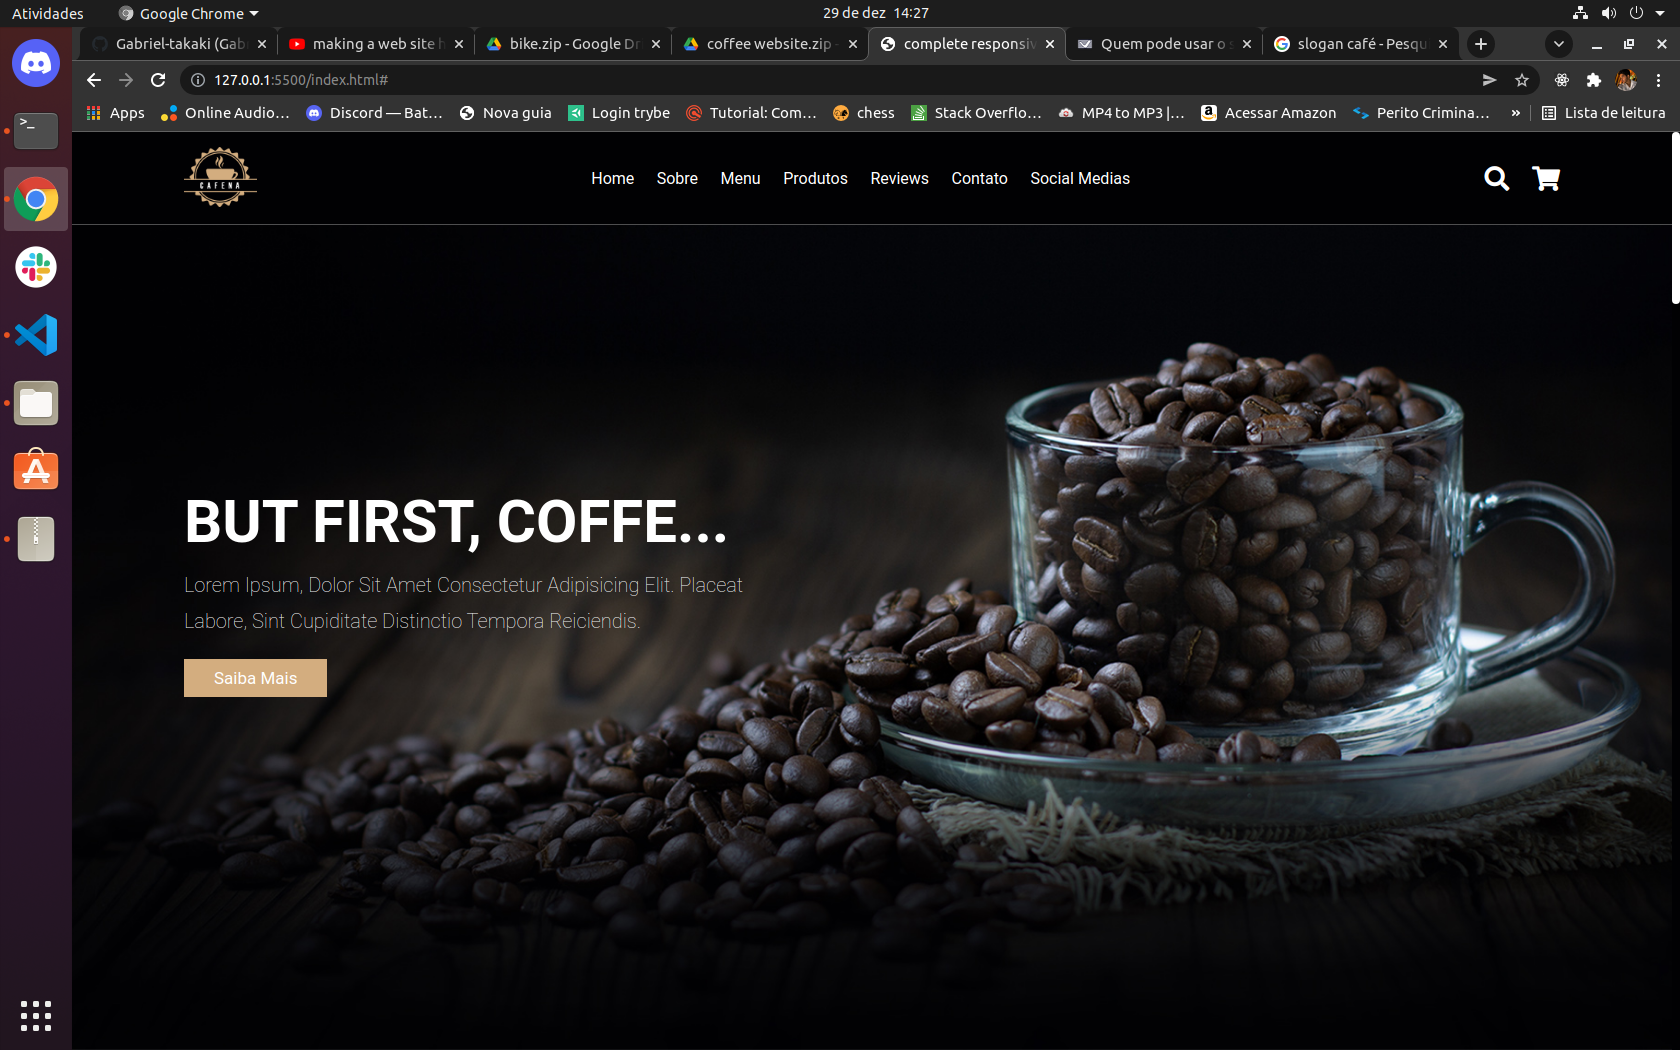 Atividades
Google Chrome
29 de dez 14:27
Gabriel-takaki (Gab
making a web site h
bike.zip - Google Dr
coffee website.zip -
complete responsiv
Quem pode usar o s
slogan café - Pesqu
127.0.0.1:5500/index.html#
Apps
Online Audio...
Discord — Bat...
Nova guia
Login trybe
Tutorial: Com...
chess
Stack Overflo...
MP4 to MP3 |...
Acessar Amazon
Perito Crimina...
»
Lista de leitura
CAFENA
Home
Sobre
Menu
Produtos
Reviews
Contato
Social Medias
BUT FIRST, COFFE...
Lorem Ipsum, Dolor Sit Amet Consectetur Adipisicing Elit. Placeat
Labore, Sint Cupiditate Distinctio Tempora Reiciendis.
Saiba Mais